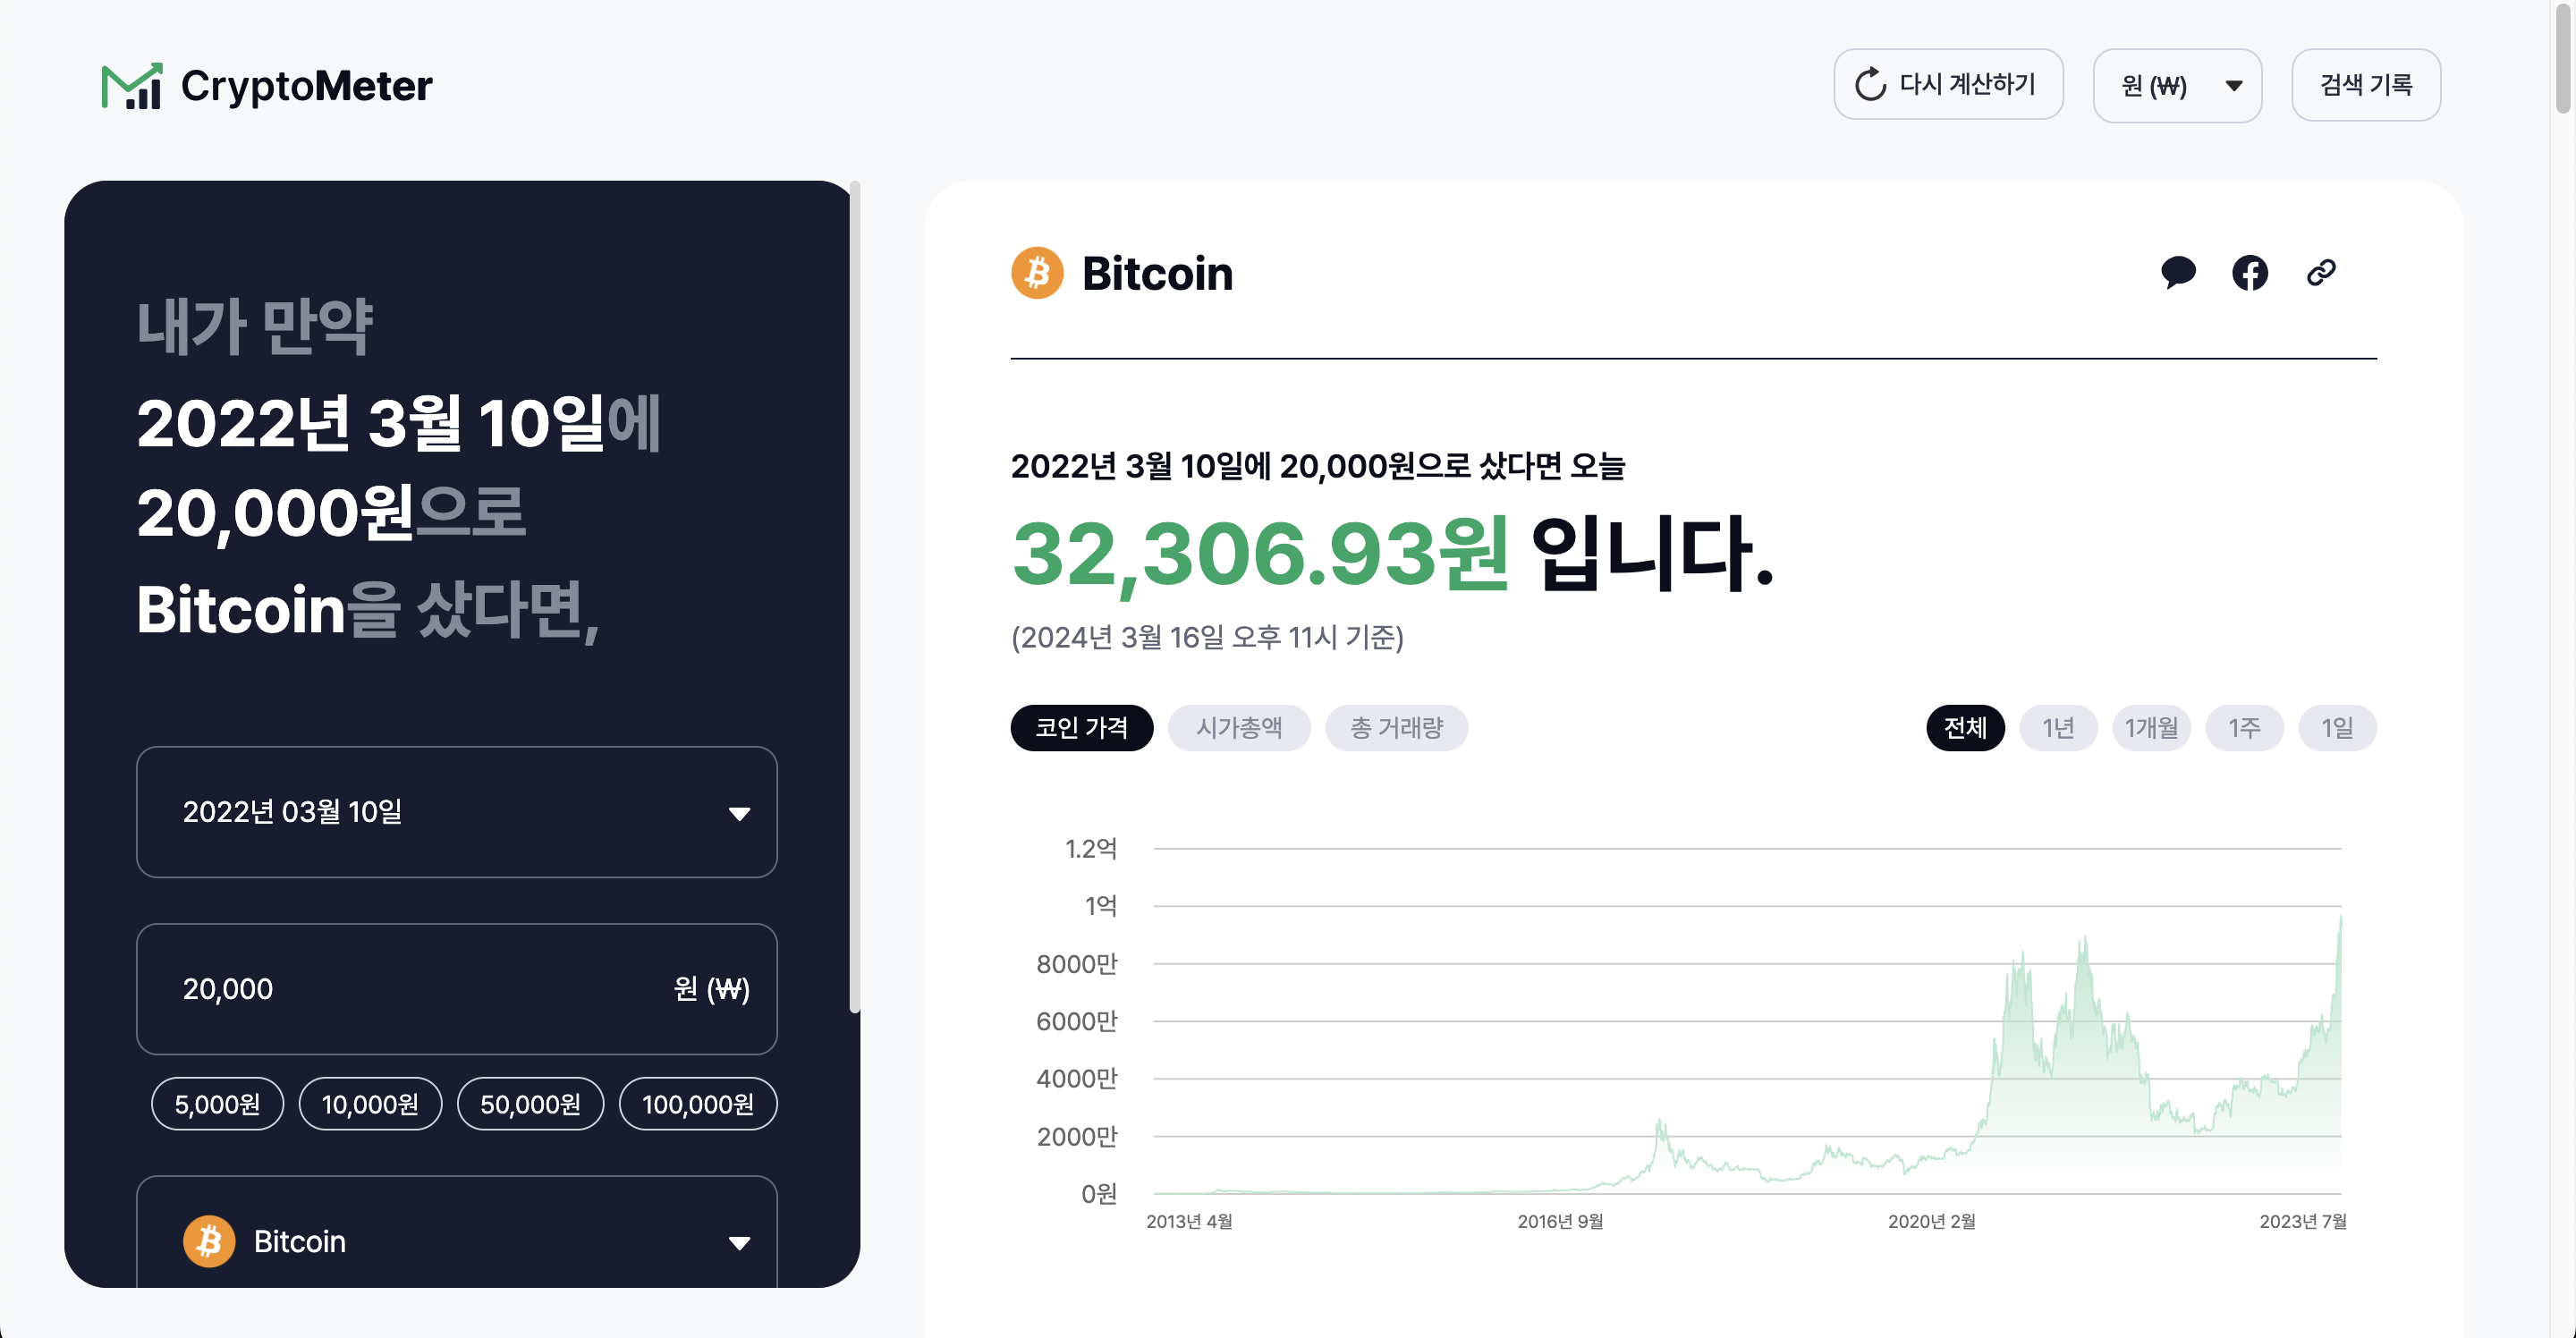 CryptoMeter
다시 계산하기
원 (₩)
검색 기록
내가 만약
2022년 3월 10일에
20,000원으로
Bitcoin을 샀다면,
2022년 03월 10일
20,000 원 (₩)
5,000원 10,000원 50,000원 100,000원
Bitcoin
Bitcoin
2022년 3월 10일에 20,000원으로 샀다면 오늘
32,306.93원 입니다.
(2024년 3월 16일 오후 11시 기준)
코인 가격 시가총액 총 거래량
전체 1년 1개월 1주 1일
1.2억
1억
8000만
6000만
4000만
2000만
0원
2013년 4월 2016년 9월 2020년 2월 2023년 7월